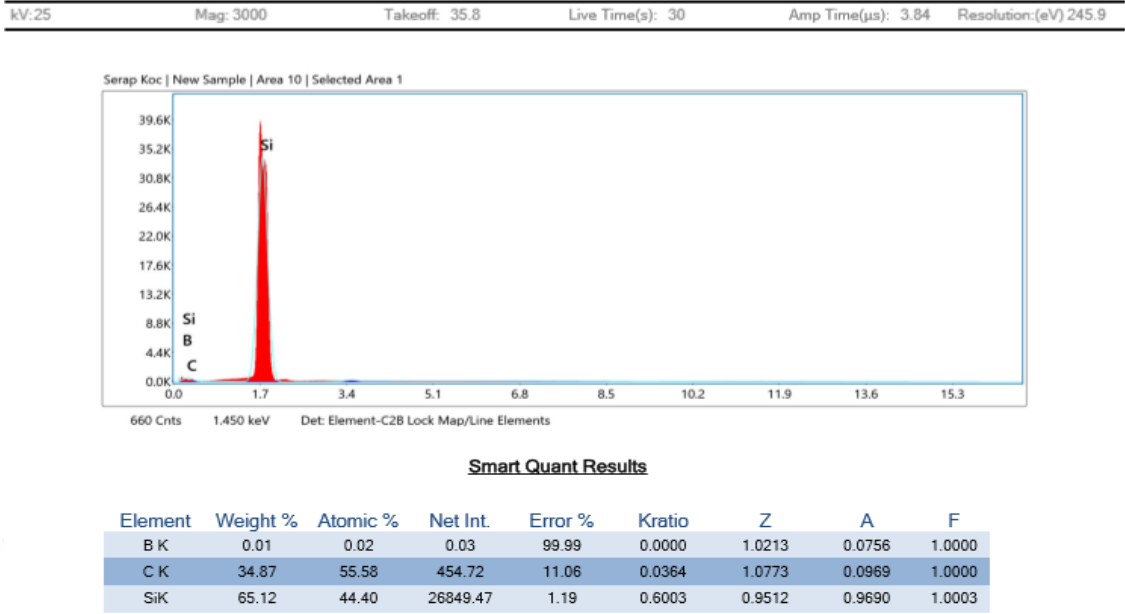 kV:25 Mag: 3000 Takeoff: 35.8 Live Time(s): 30 Amp Time(μs): 3.84 Resolution:(eV) 245.9
Serap Koc | New Sample | Area 10 | Selected Area 1
39.6K
Si
35.2K
30.8K
26.4K
22.0K
17.6K
13.2K
Si
8.8K
B
4.4K
C
0.0K
0.0 1.7 3.4 5.1 6.8 8.5 10.2 11.9 13.6 15.3
660 Cnts 1.450 keV Det: Element-C2B Lock Map/Line Elements
Smart Quant Results
Element Weight % Atomic % Net Int. Error % Kratio Z A F
B K 0.01 0.02 0.03 99.99 0.0000 1.0213 0.0756 1.0000
C K 34.87 55.58 454.72 11.06 0.0364 1.0773 0.0969 1.0000
SiK 65.12 44.40 26849.47 1.19 0.6003 0.9512 0.9690 1.0003